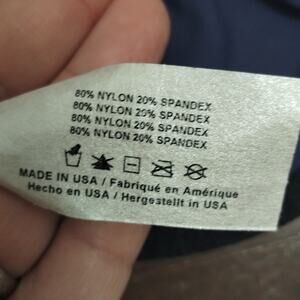 80% NYLON 20% SPANDEX
80% NYLON 20% SPANDEX
80% NYLON 20% SPANDEX
80% NYLON 20% SPANDEX
MADE IN USA / Fabriqué en Amérique
Hecho en USA / Hergestellt in USA